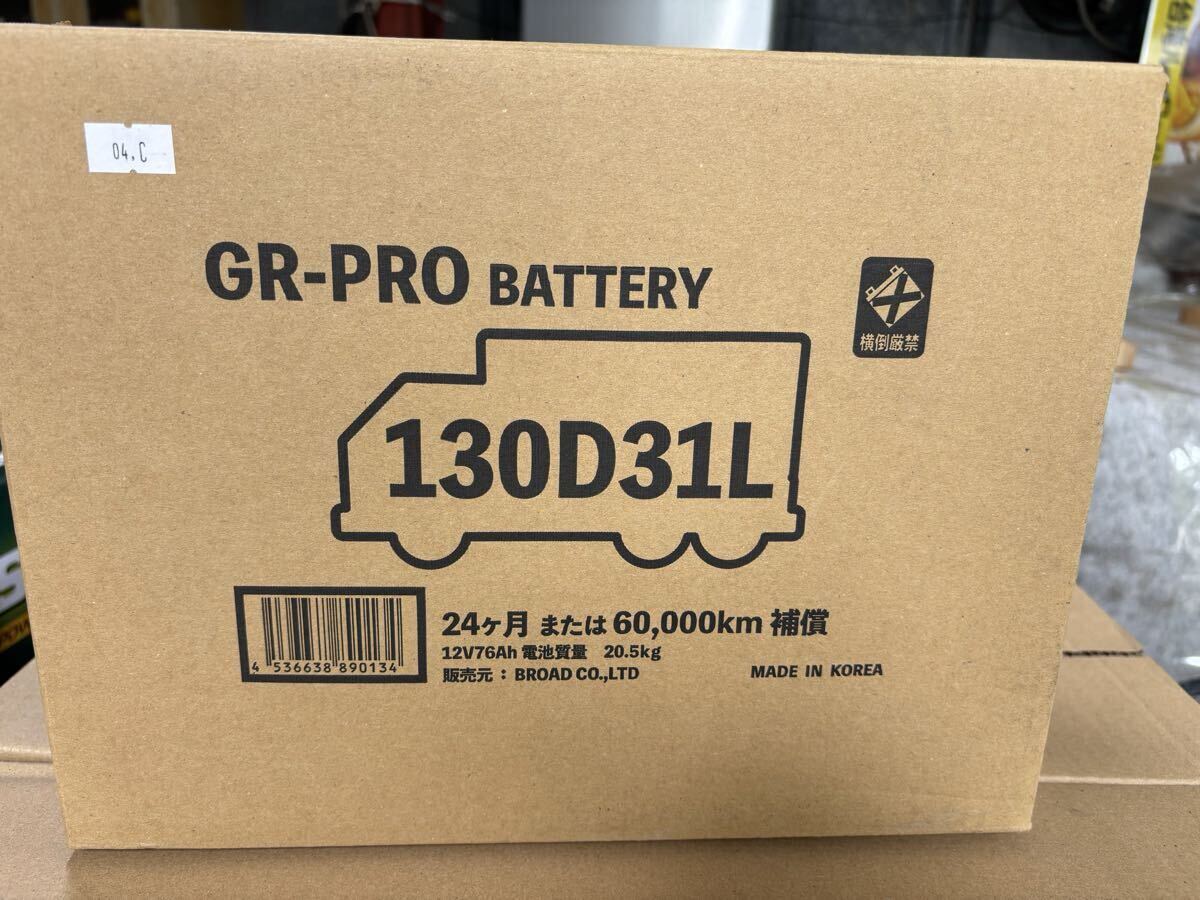 04.C
GR-PRO BATTERY
横倒厳禁
130D31L
24ヶ月 または 60,000km 補償
12V76Ah 電池質量 20.5kg
4 536638 890134
販売元 : BROAD CO.,LTD
MADE IN KOREA